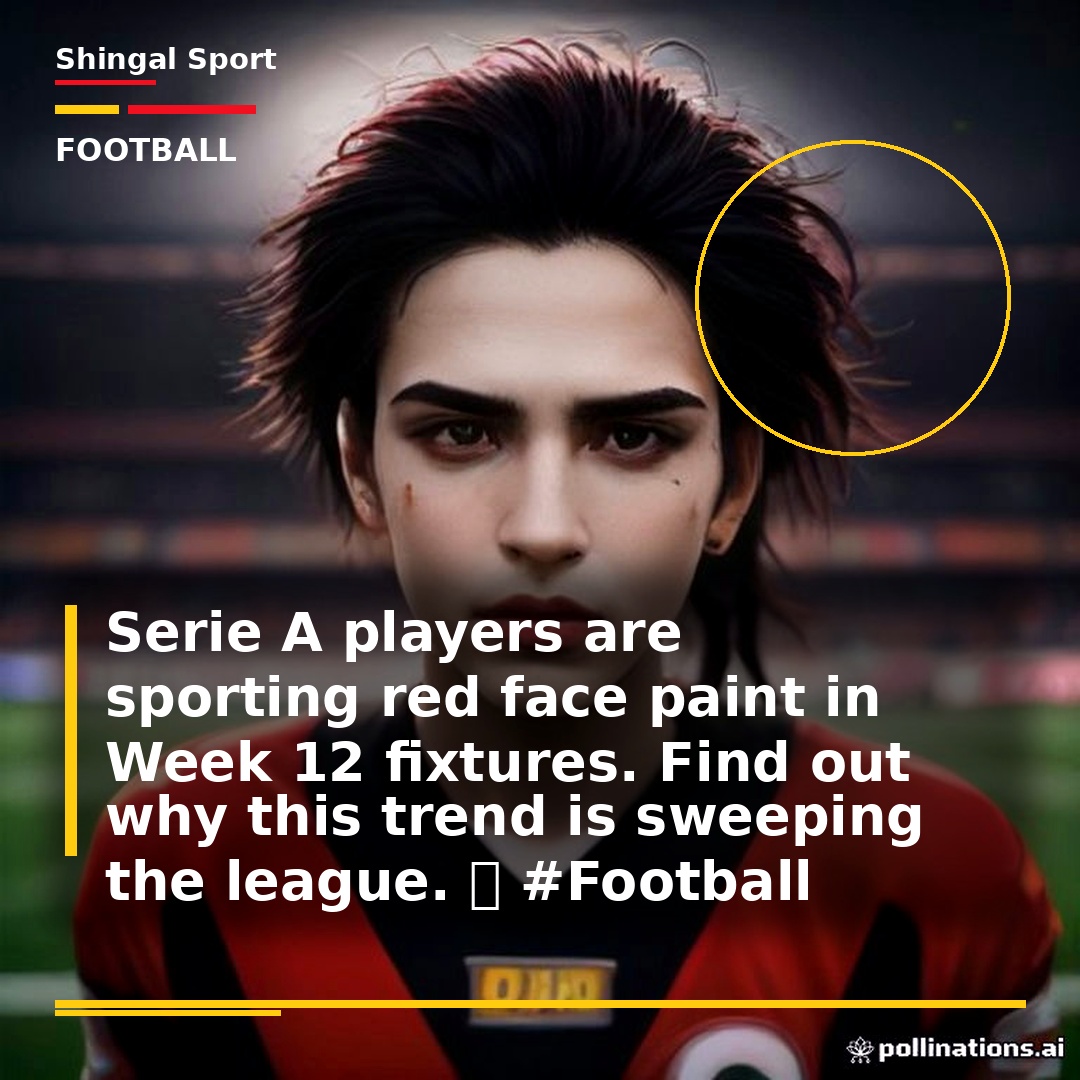 Shingal Sport
FOOTBALL
Serie A players are
sporting red face paint in
Week 12 fixtures. Find out
why this trend is sweeping
the league. #Football
pollinations.ai